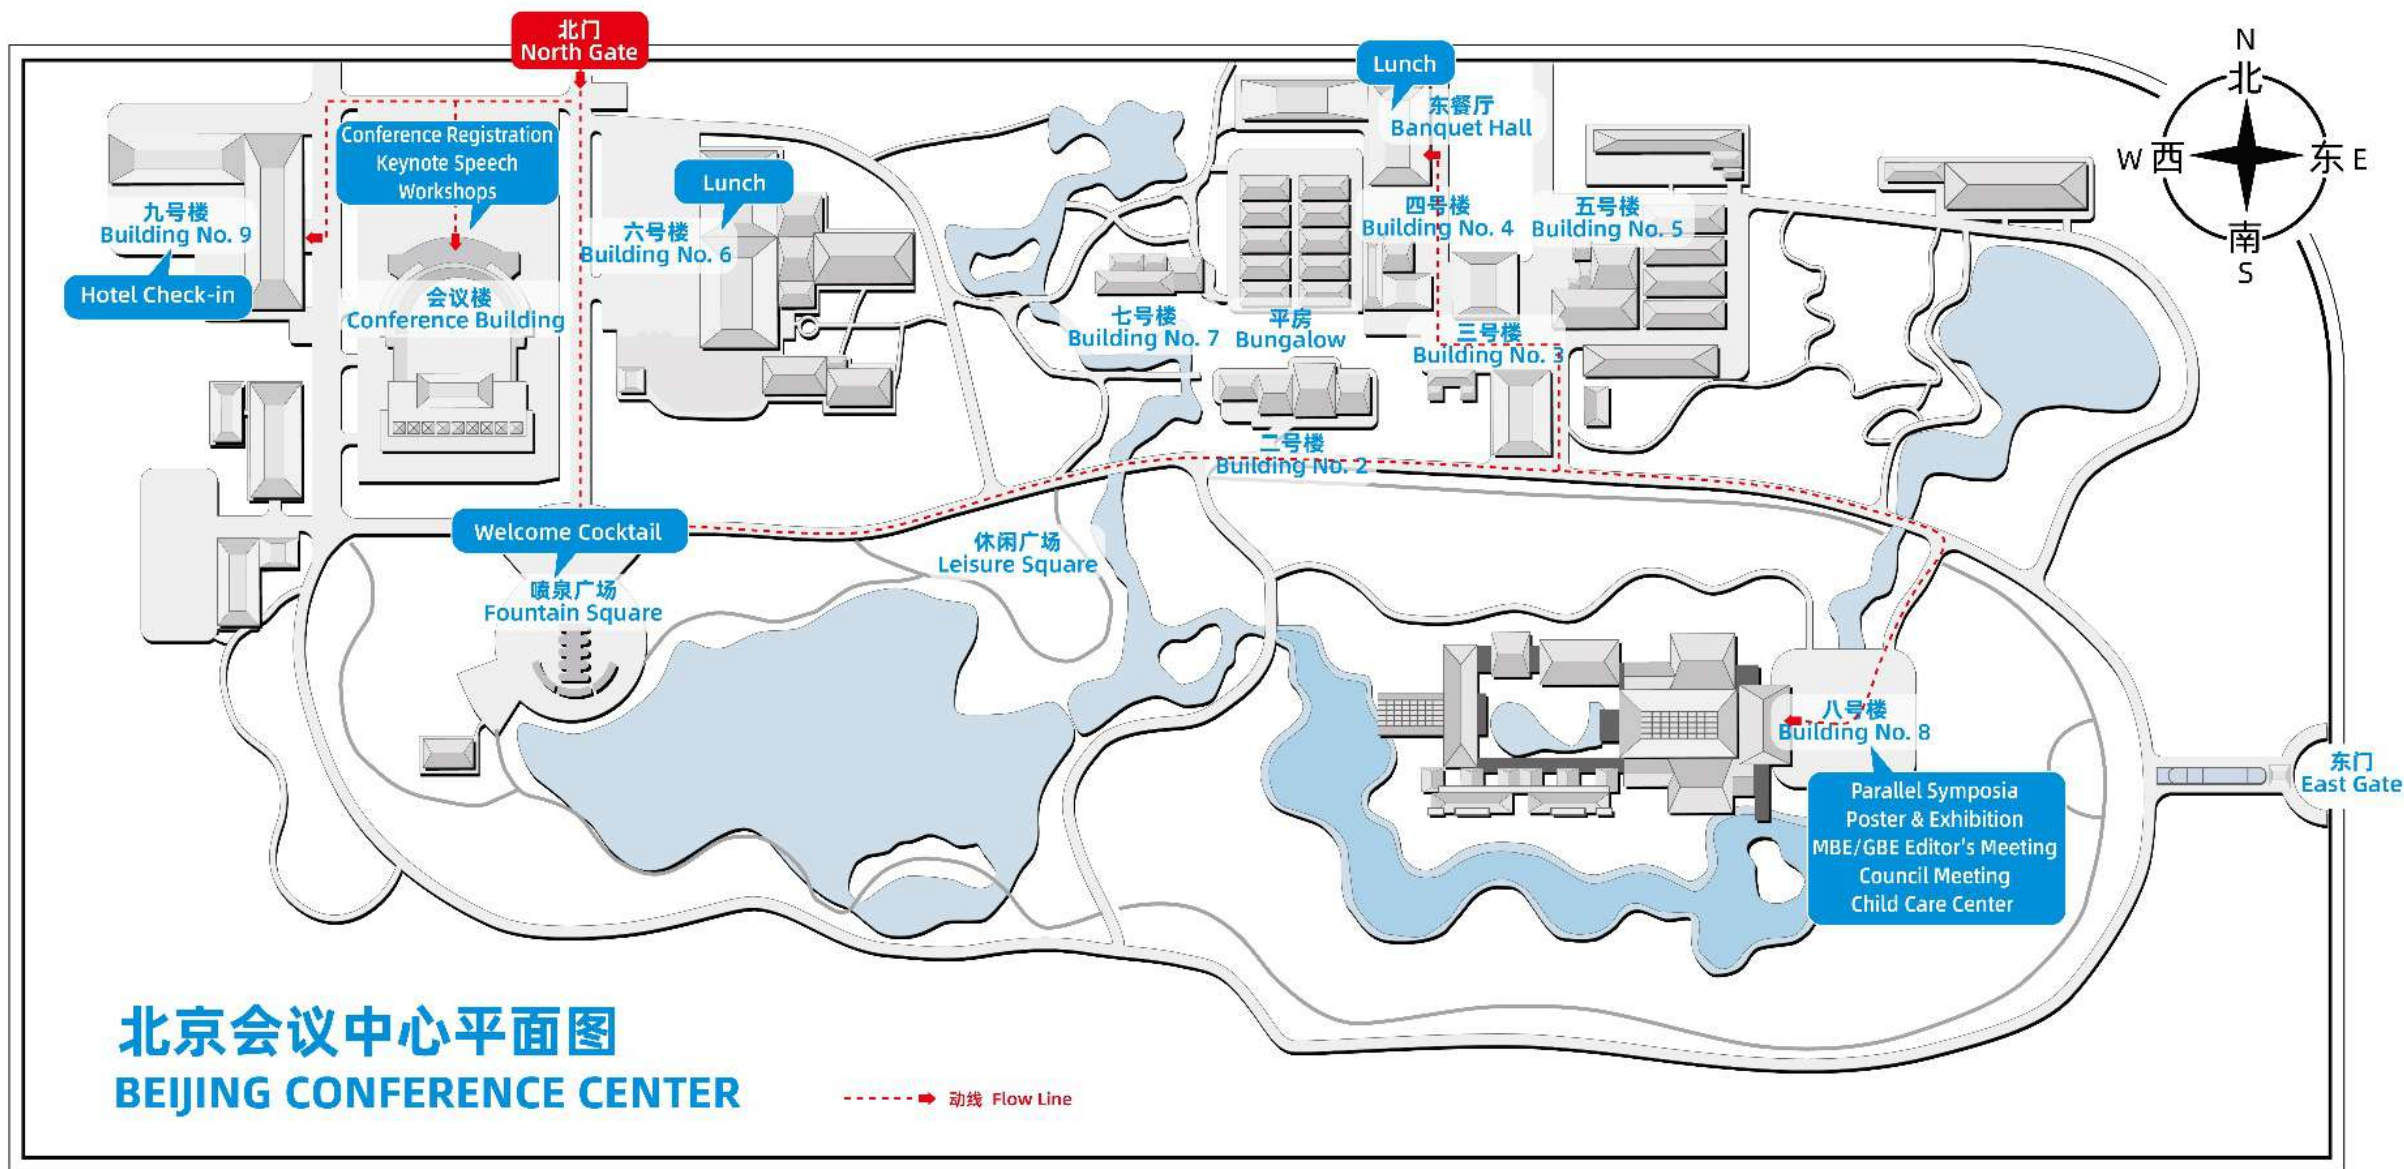 北门
North Gate
Lunch
N
北
W 西
东 E
南
S
东餐厅
Banquet Hall
Conference Registration
Keynote Speech
Workshops
Lunch
九号楼
Building No. 9
Hotel Check-in
六号楼
Building No. 6
四号楼
Building No. 4
五号楼
Building No. 5
会议楼
Conference Building
七号楼
Building No. 7
平房
Bungalow
三号楼
Building No. 3
二号楼
Building No. 2
Welcome Cocktail
喷泉广场
Fountain Square
休闲广场
Leisure Square
八号楼
Building No. 8
Parallel Symposia
Poster & Exhibition
MBE/GBE Editor's Meeting
Council Meeting
Child Care Center
东门
East Gate
北京会议中心平面图
BEIJING CONFERENCE CENTER
动线 Flow Line